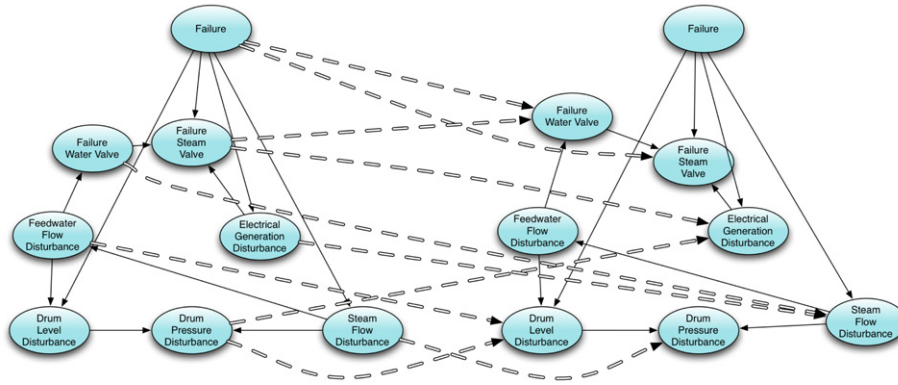 Failure
Failure
Failure
Water Valve
Failure
Steam
Valve
Failure
Water Valve
Failure
Steam
Valve
Feedwater
Flow
Disturbance
Electrical
Generation
Disturbance
Feedwater
Flow
Disturbance
Electrical
Generation
Disturbance
Drum
Level
Disturbance
Drum
Pressure
Disturbance
Steam
Flow
Disturbance
Drum
Level
Disturbance
Drum
Pressure
Disturbance
Steam
Flow
Disturbance